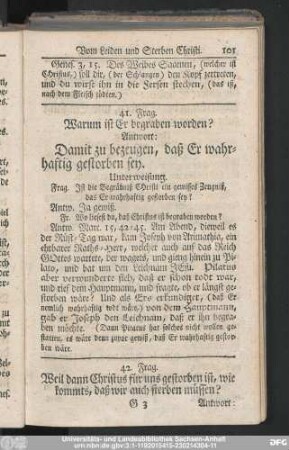 Vom Leiden und Sterben Christi. 101
Genes. 3, 15. Des Weibes Saamen, (welcher ist
Christus,) soll dir, (der Schlangen) den Kopf zertreten,
und du wirst ihn in die Fersen stechen, (das ist,
nach dem Fleisch tödten.)
41. Frag.
Warum ist Er begraben worden?
Antwort:
Damit zu bezeugen, daß Er wahr-
haftig gestorben sey.
Unterweisung.
Frag. Ist die Begräbniß Christi ein gewisses Zeugniß,
das Er wahrhaftig gestorben sey?
Antw. Ja gewiß.
Fr. Wo liesest du, daß Christus ist begraben worden?
Antw. Marc. 15, 42-45. Am Abend, dieweil es
der Rüst-Tag war, kam Joseph von Arimathia, ein
ehrbarer Raths-Herr, welcher auch auf das Reich
GOttes wartete, der wagets, und gieng hinein zu Pi-
lato, und bat um den Leichnam JEsu. Pilatus
aber verwunderte sich, daß er schon todt war,
und rief dem Hauptmann, und fragte, ob er längst ge-
storben wäre? Und als Ers erkundiget, (daß Er
nemlich wahrhaftig todt wäre,) von dem Hauptmann,
gab er Joseph den Leichnam, daß er ihn begra-
ben möchte. (Dann Pilatus hat solches nicht wollen ge-
statten, es wäre denn zuvor gewiß, daß Er wahrhaftig gestor-
ben wäre.
42. Frag.
Weil dann Christus für uns gestorben ist, wie
kommts, daß wir auch sterben müssen?
G 3 Antwort:
Universitäts- und Landesbibliothek Sachsen-Anhalt
urn:nbn:de:gbv:3:1-1192015415-230214304-11
DFG